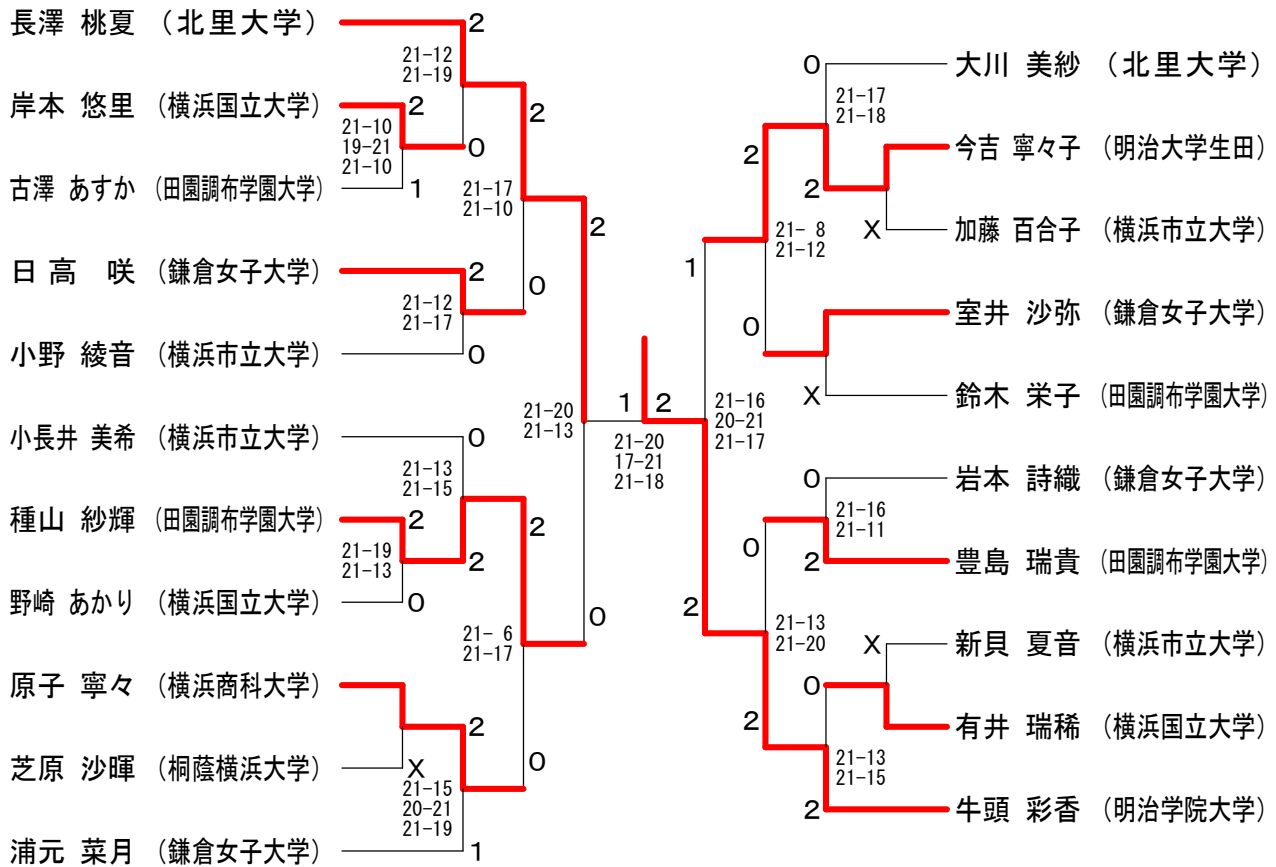 長澤 桃夏 （北里大学）
2
21-12
21-19
岸本 悠里 （横浜国立大学）
2
2
21-10
19-21
21-10
0
古澤 あすか （田園調布学園大学）
1
21-17
21-10
2
日 高　咲 （鎌倉女子大学）
2
0
21-12
21-17
小野 綾音 （横浜市立大学）
0
21-20
21-13
小長井 美希 （横浜市立大学）
0
21-13
21-15
種山 紗輝 （田園調布学園大学）
2
2
21-19
21-13
2
野崎 あかり （横浜国立大学）
0
0
21- 6
21-17
原子 寧々 （横浜商科大学）
2
芝原 沙暉 （桐蔭横浜大学）
X
0
21-15
20-21
21-19
浦元 菜月 （鎌倉女子大学）
1
1 2
21-20
17-21
21-18
0
大川 美紗 （北里大学）
21-17
21-18
2
2
今吉 寧々子 （明治大学生田）
X
加藤 百合子 （横浜市立大学）
21- 8
21-12
1
0
室井 沙弥 （鎌倉女子大学）
X
鈴木 栄子 （田園調布学園大学）
21-16
20-21
21-17
0
岩本 詩織 （鎌倉女子大学）
21-16
21-11
0
2
豊島 瑞貴 （田園調布学園大学）
2
21-13
21-20
X
新貝 夏音 （横浜市立大学）
0
2
有井 瑞稀 （横浜国立大学）
21-13
21-15
2
牛頭 彩香 （明治学院大学）